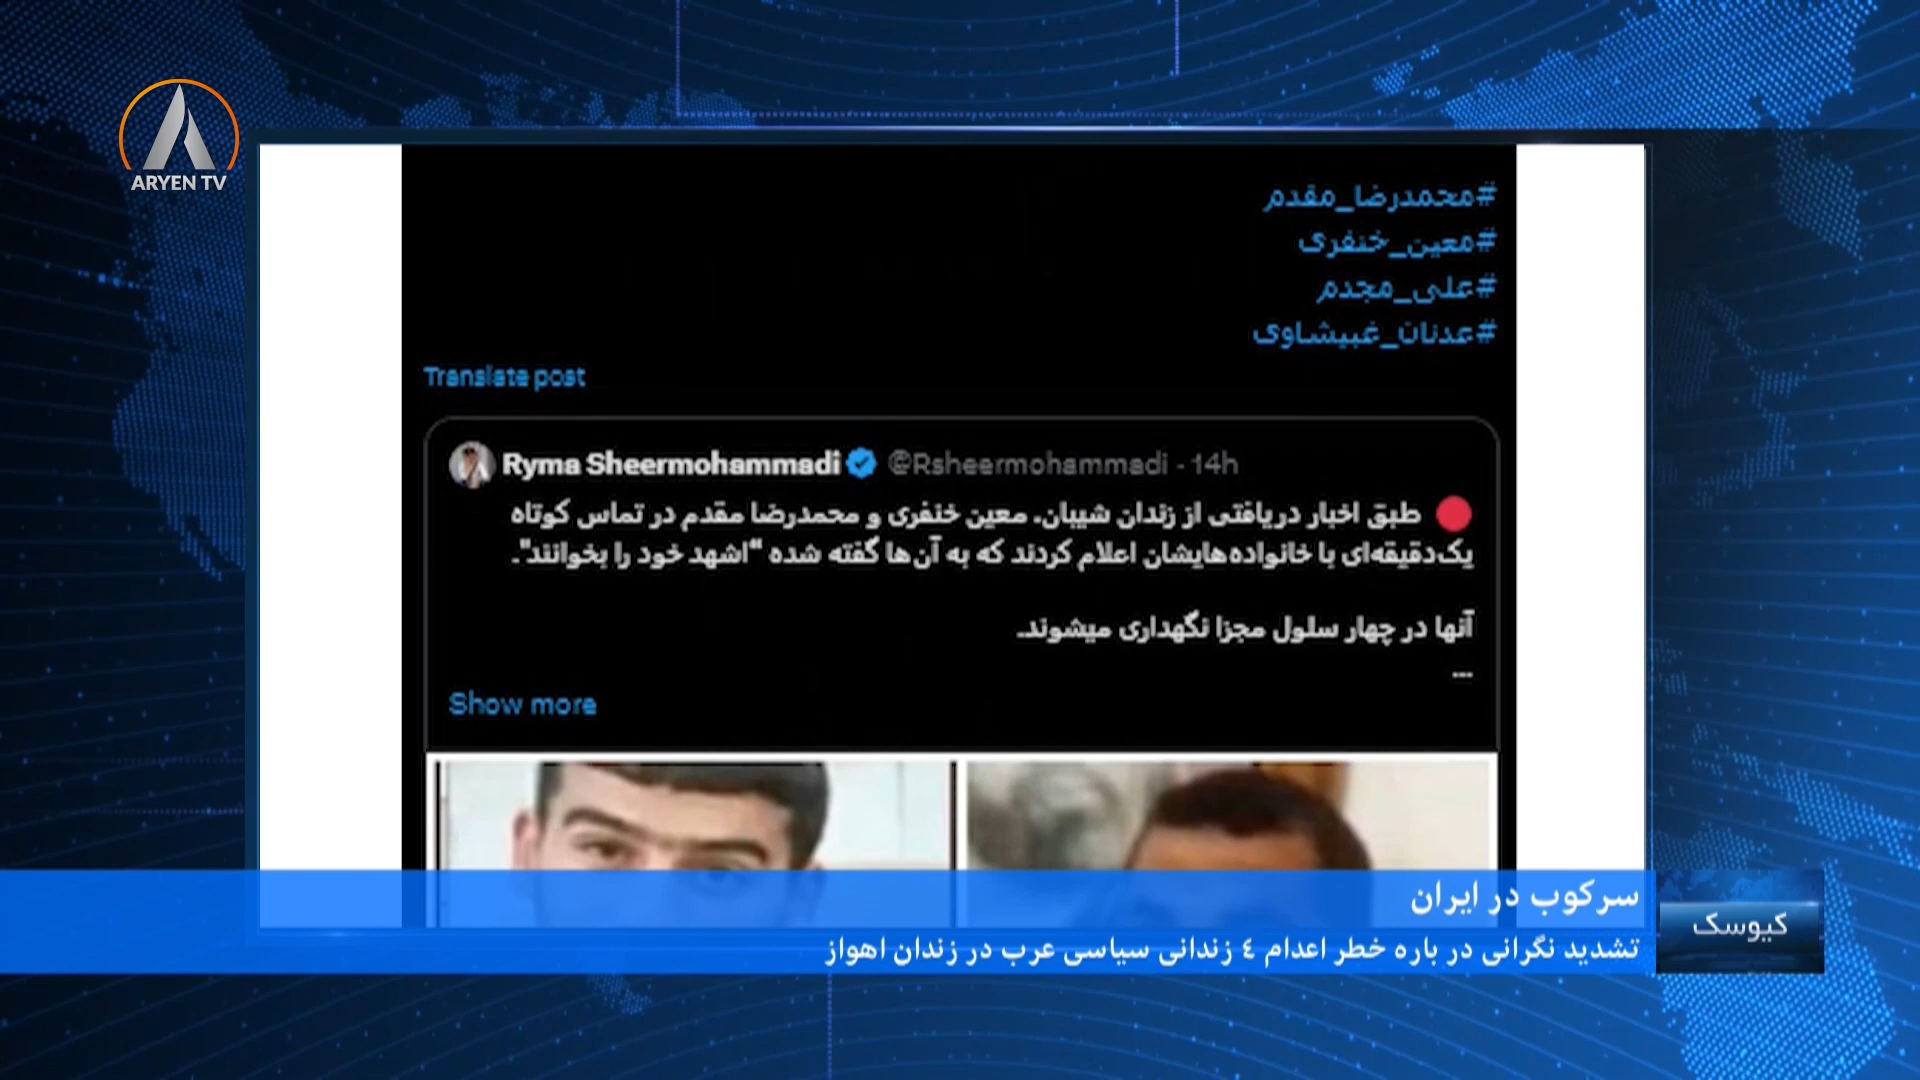 ARYEN TV
#محمدرضا_مقدم
#معین_خنفری
#علی_مجدم
#عدنان_غبیشاوی
Translate post
Ryma Sheermohammadi @Rsheermohammadi - 14h
🔴 طبق اخبار دریافتی از زندان شیبان، معین خنفری و محمدرضا مقدم در تماس کوتاه
یک‌دقیقه‌ای با خانواده‌هایشان اعلام کردند که به آن‌ها گفته شده “اشهد خود را بخوانند".
آنها در چهار سلول مجزا نگهداری میشوند.
...
Show more
سرکوب در ایران
تشدید نگرانی در باره خطر اعدام ٤ زندانی سیاسی عرب در زندان اهواز
کیوسک